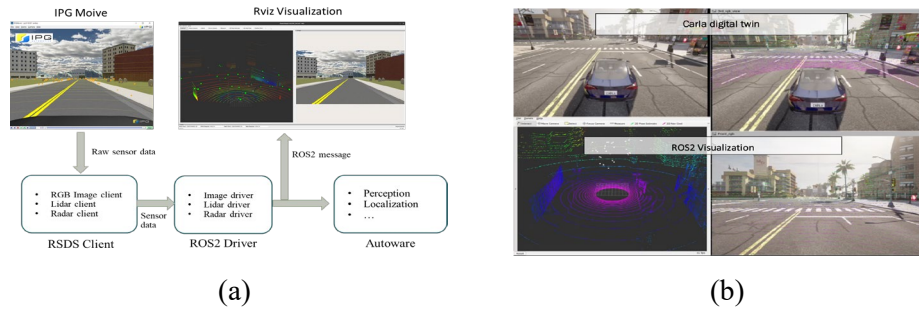 IPG Moive
Rviz Visualization
IPG
Raw sensor data
ROS2 message
RGB Image client
Lidar client
Radar client
Sensor
data
Image driver
Lidar driver
Radar driver
Perception
Localization
…
RSDS Client
ROS2 Driver
Autoware
(a)
Carla digital twin
ROS2 Visualization
(b)